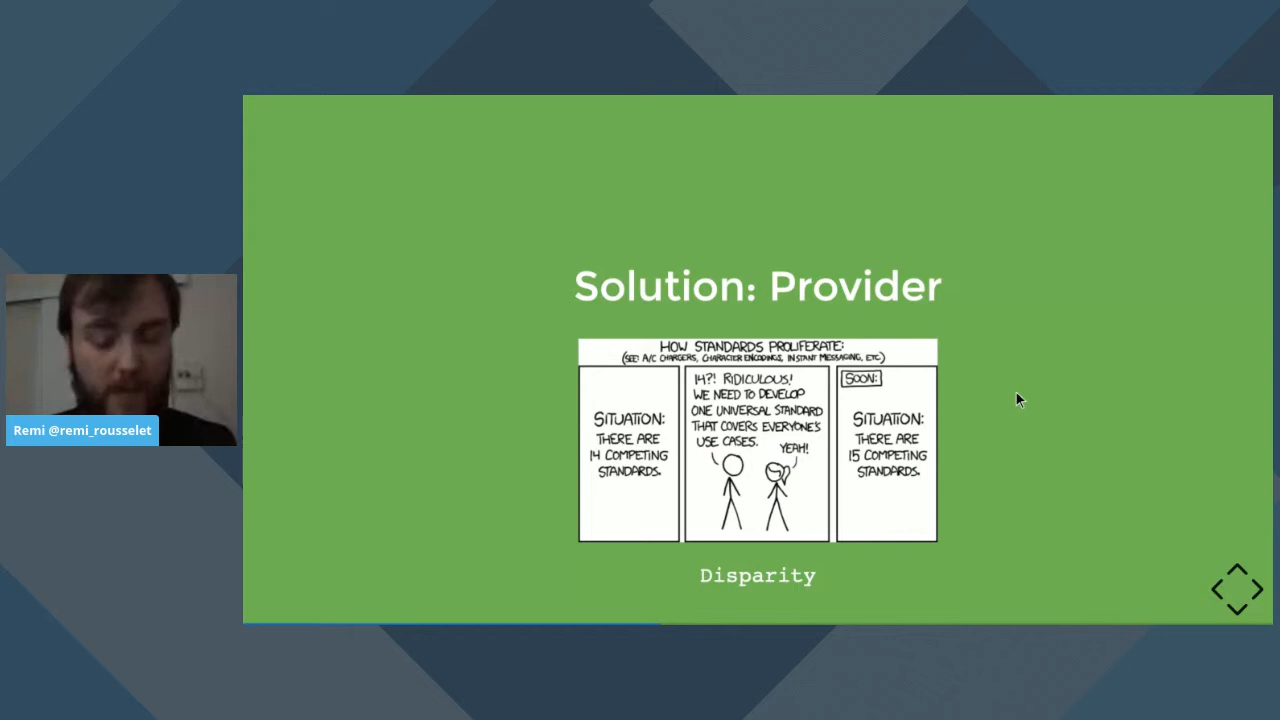 Solution: Provider
HOW STANDARDS PROLIFERATE:
(SEE: A/C CHARGERS, CHARACTER ENCODINGS, INSTANT MESSAGING, ETC.)
SITUATION:
THERE ARE
14 COMPETING
STANDARDS.
14?! RIDICULOUS!
WE NEED TO DEVELOP
ONE UNIVERSAL STANDARD
THAT COVERS EVERYONE'S
USE CASES.
YEAH!
SOON:
SITUATION:
THERE ARE
15 COMPETING
STANDARDS.
Disparity
Remi @remi_rousselet